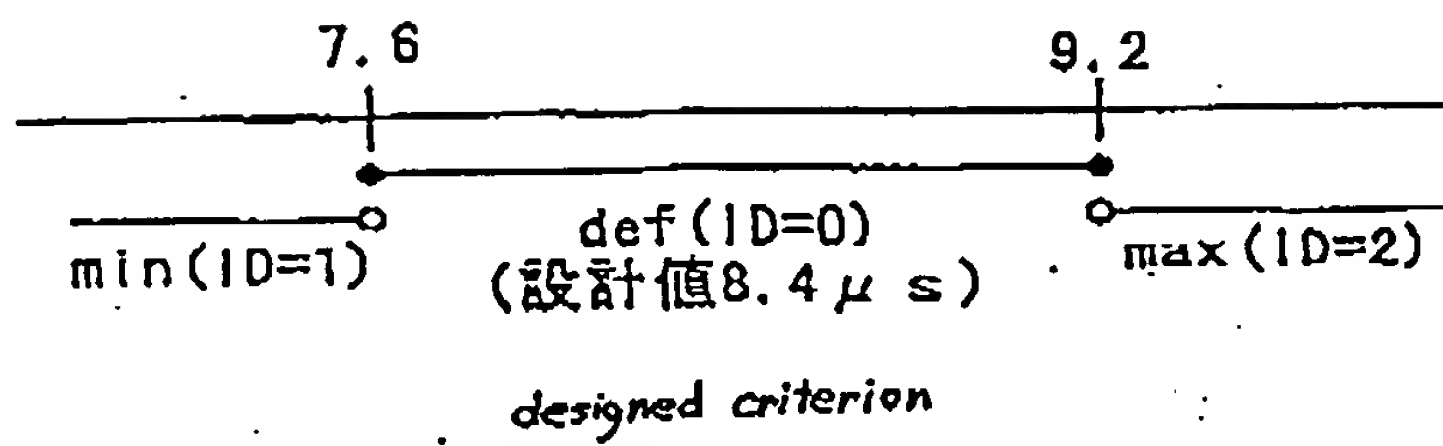 7.6 9.2
min(ID=1) def(ID=0) max(ID=2)
(設計値8.4μs)
designed criterion